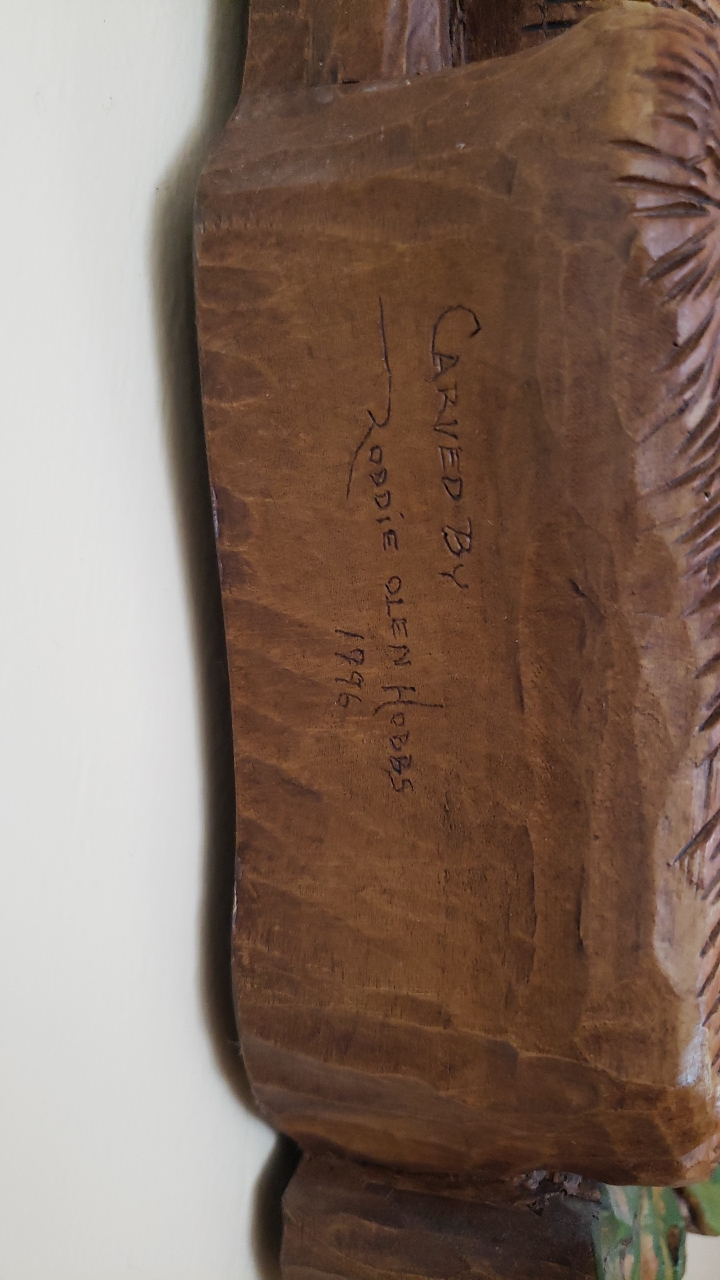 CARVED BY
RODDIE OLEN HOBBS
1996